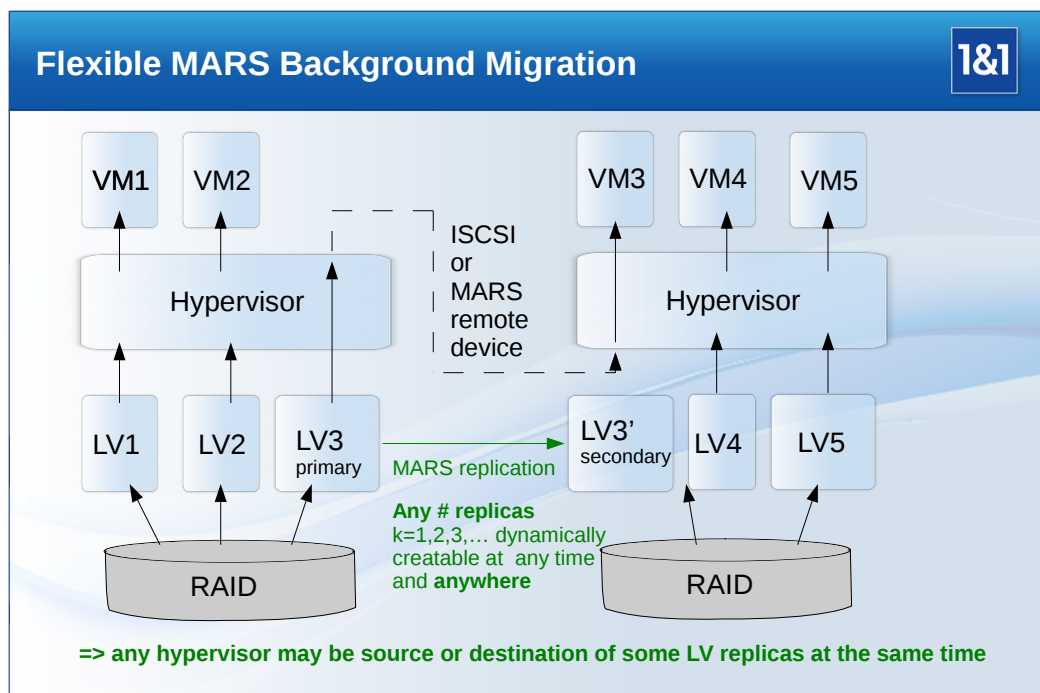 Flexible MARS Background Migration
1&1
VM1
VM2
VM3
VM4
VM5
ISCSI
or
MARS
remote
device
Hypervisor
Hypervisor
LV1
LV2
LV3
primary
LV3’
secondary
LV4
LV5
MARS replication
Any # replicas
k=1,2,3,… dynamically
creatable at any time
and anywhere
RAID
RAID
=> any hypervisor may be source or destination of some LV replicas at the same time